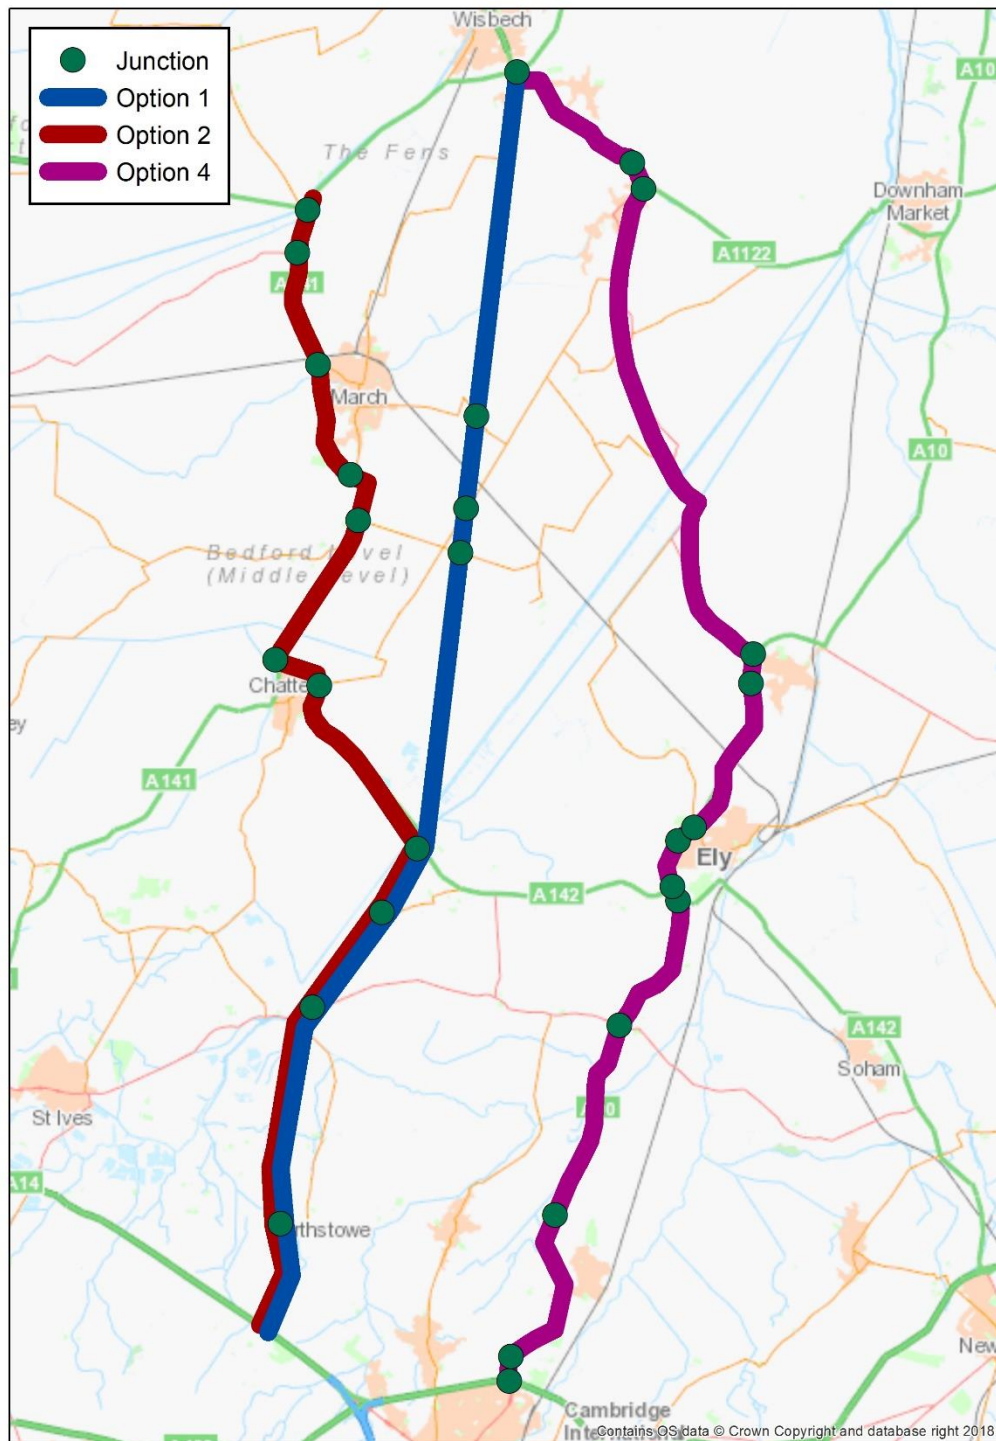 Wisbech
Junction
Option 1
Option 2
Option 4
A10
The Fens
Downham
Market
A1122
March
A10
Bedford Level
(Middle Level)
A141
Ely
A142
A142
Soham
St Ives
A14
Cambridge
Contains OS data © Crown Copyright and database right 2018